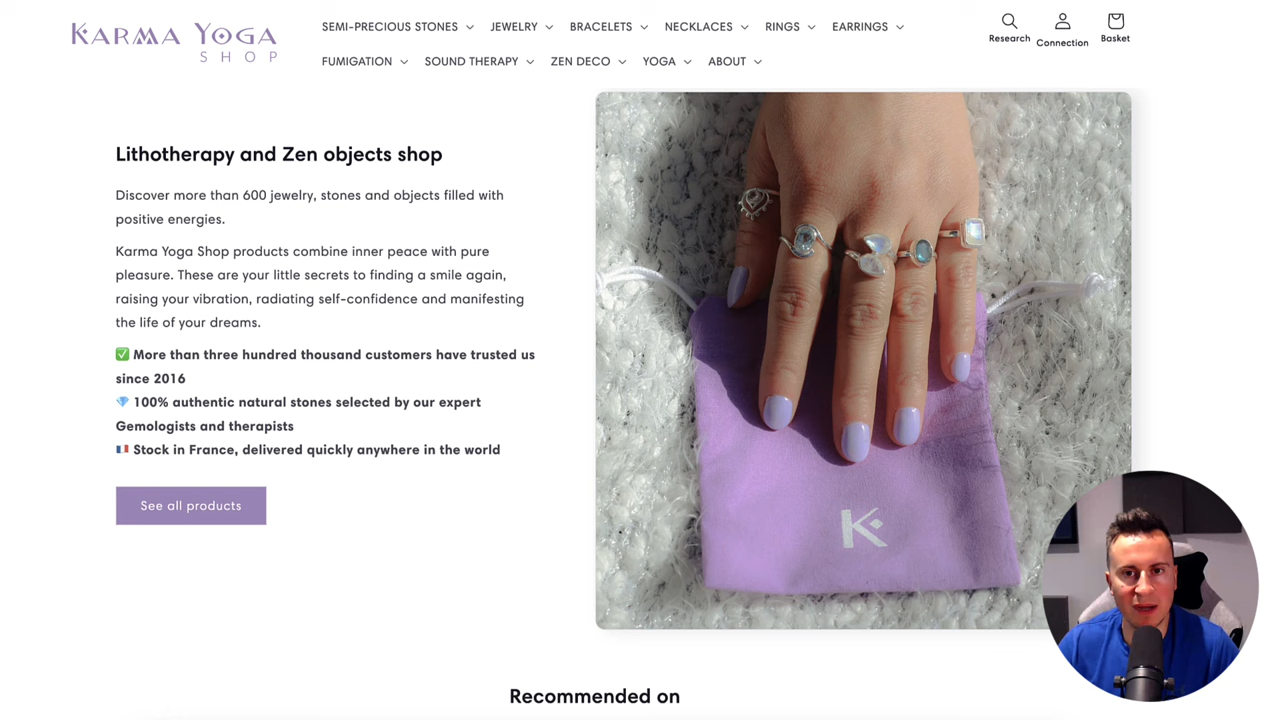 KARMA YOGA
SHOP
SEMI-PRECIOUS STONES JEWELRY BRACELETS NECKLACES RINGS EARRINGS
FUMIGATION SOUND THERAPY ZEN DECO YOGA ABOUT
Research Connection Basket
Lithotherapy and Zen objects shop
Discover more than 600 jewelry, stones and objects filled with
positive energies.
Karma Yoga Shop products combine inner peace with pure
pleasure. These are your little secrets to finding a smile again,
raising your vibration, radiating self-confidence and manifesting
the life of your dreams.
✅ More than three hundred thousand customers have trusted us
since 2016
💎 100% authentic natural stones selected by our expert
Gemologists and therapists
🇫🇷 Stock in France, delivered quickly anywhere in the world
See all products
K
Recommended on